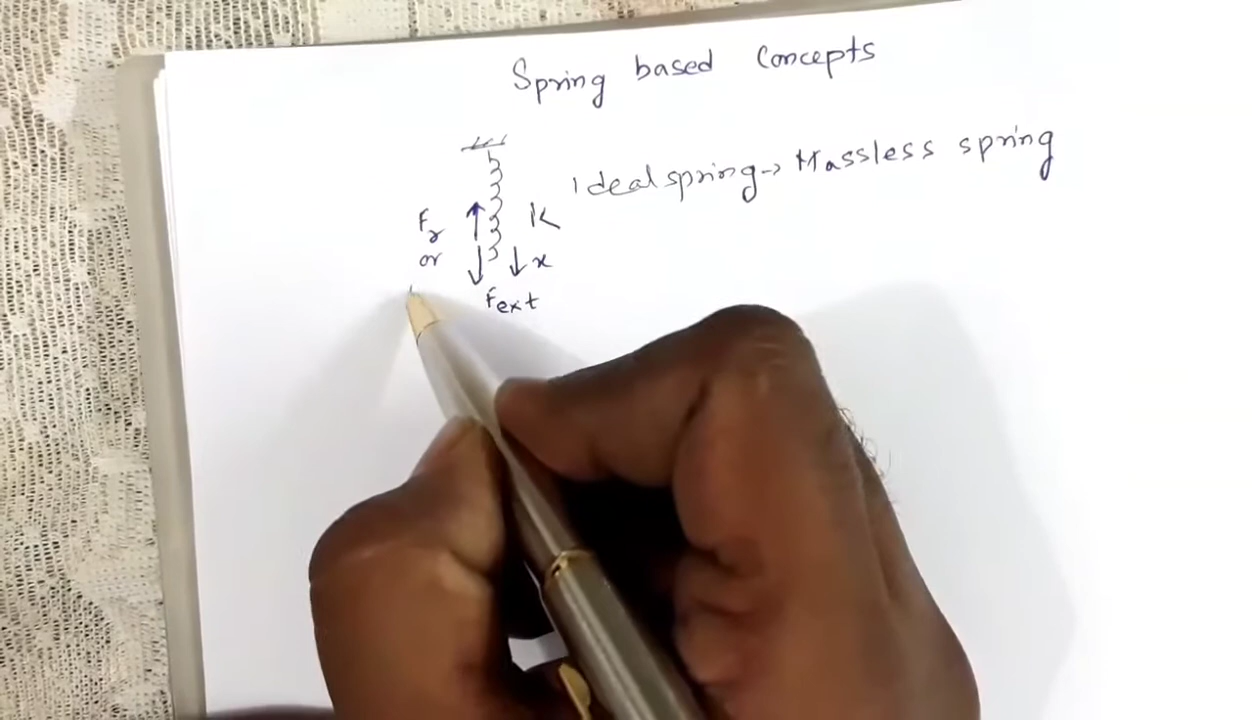 Spring based Concepts
Ideal spring → Massless spring
Fr
K
or
x
Fext